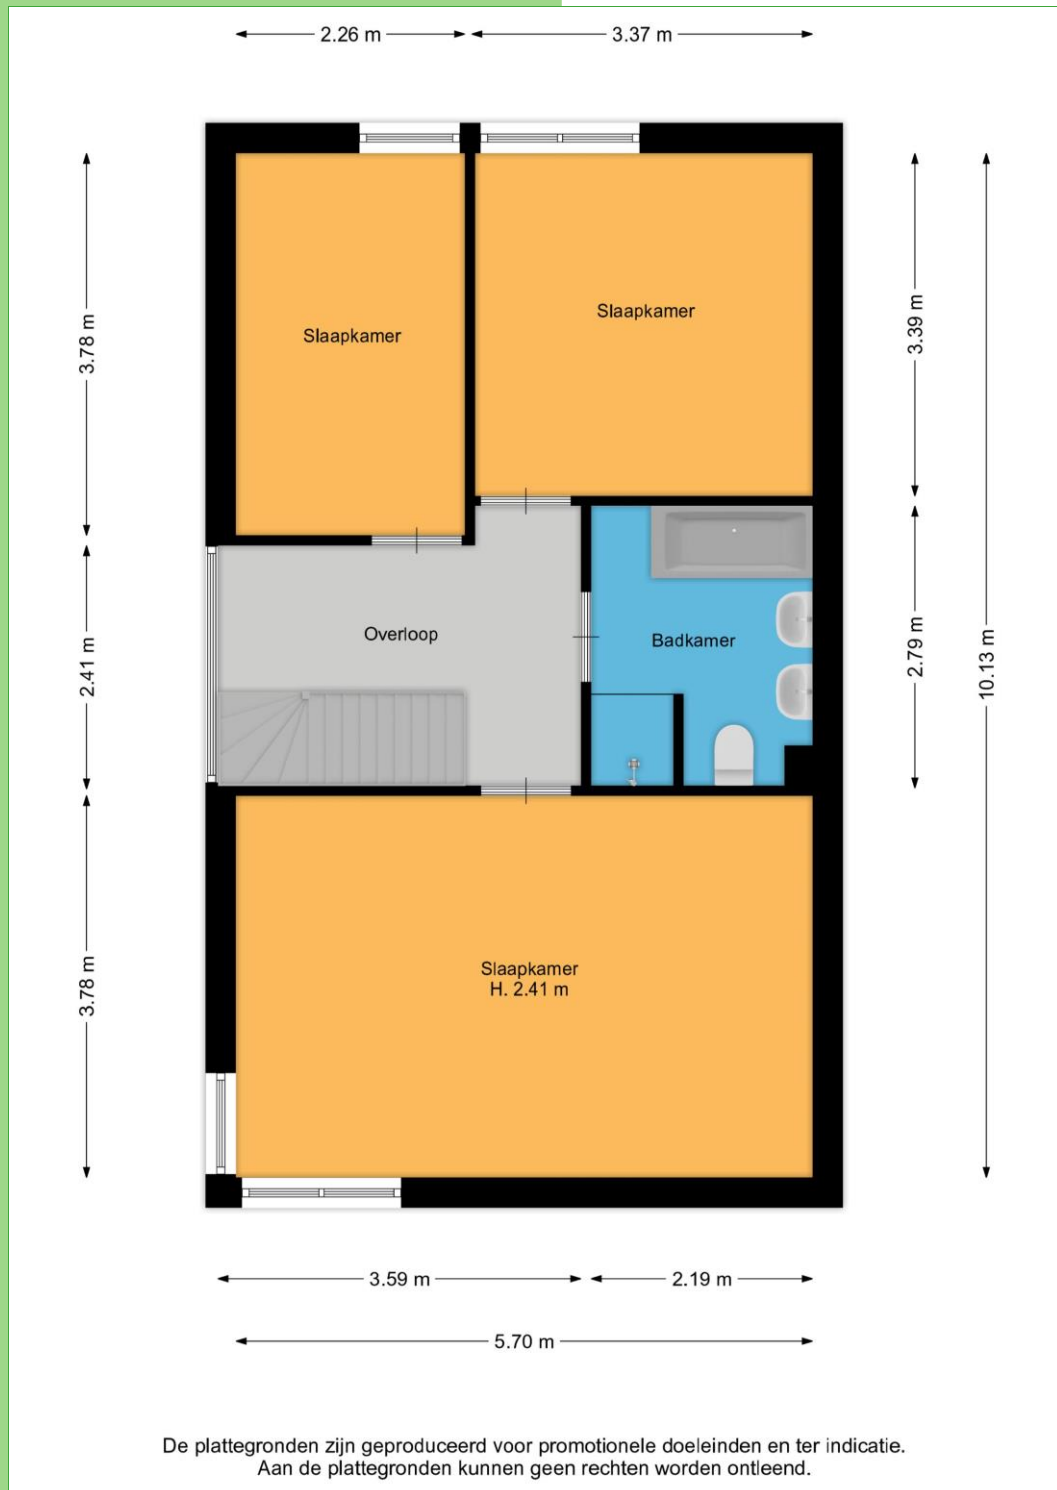 2.26 m
3.37 m
3.78 m
3.39 m
Slaapkamer
Slaapkamer
2.41 m
2.79 m
10.13 m
Overloop
Badkamer
3.78 m
Slaapkamer
H. 2.41 m
3.59 m
2.19 m
5.70 m
De plattegronden zijn geproduceerd voor promotionele doeleinden en ter indicatie.
Aan de plattegronden kunnen geen rechten worden ontleend.